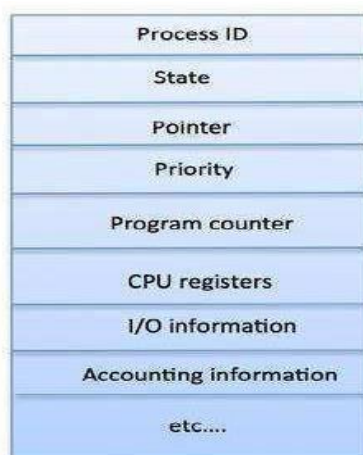 Process ID
State
Pointer
Priority
Program counter
CPU registers
I/O information
Accounting information
etc....